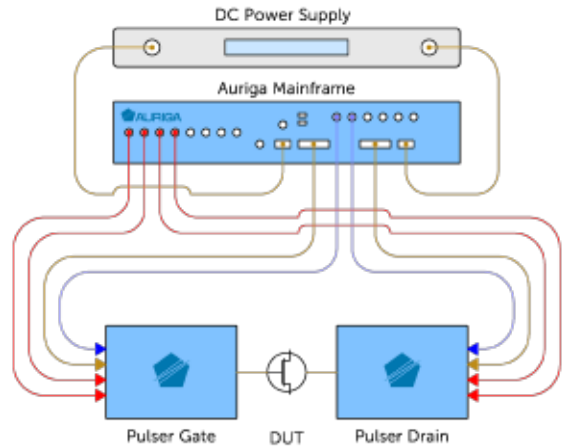 DC Power Supply
Auriga Mainframe
AURIGA
Pulser Gate
DUT
Pulser Drain